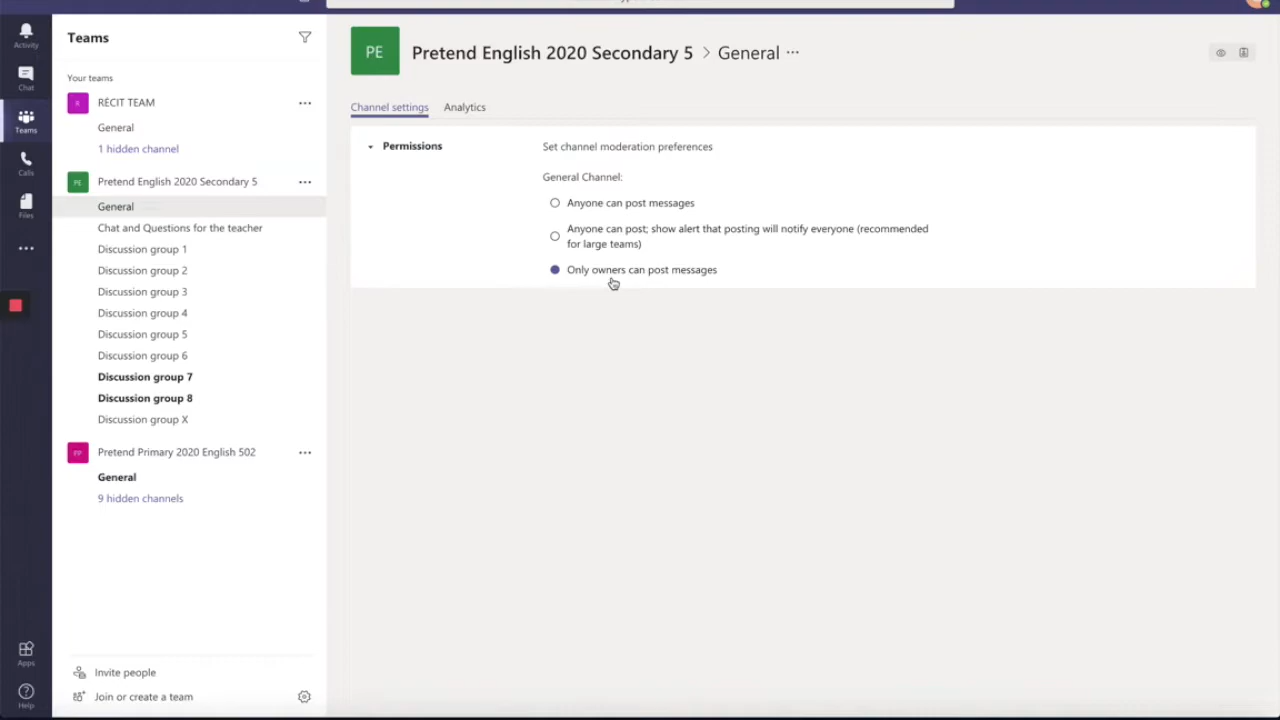 Activity
Chat
Teams
Calls
Files
Apps
Help
Teams
Your teams
R
RÉCIT TEAM
General
1 hidden channel
PE
Pretend English 2020 Secondary 5
General
Chat and Questions for the teacher
Discussion group 1
Discussion group 2
Discussion group 3
Discussion group 4
Discussion group 5
Discussion group 6
Discussion group 7
Discussion group 8
Discussion group X
PP
Pretend Primary 2020 English 502
General
9 hidden channels
Invite people
Join or create a team
PE
Pretend English 2020 Secondary 5 > General ···
Channel settings
Analytics
Permissions
Set channel moderation preferences
General Channel:
Anyone can post messages
Anyone can post; show alert that posting will notify everyone (recommended
for large teams)
Only owners can post messages